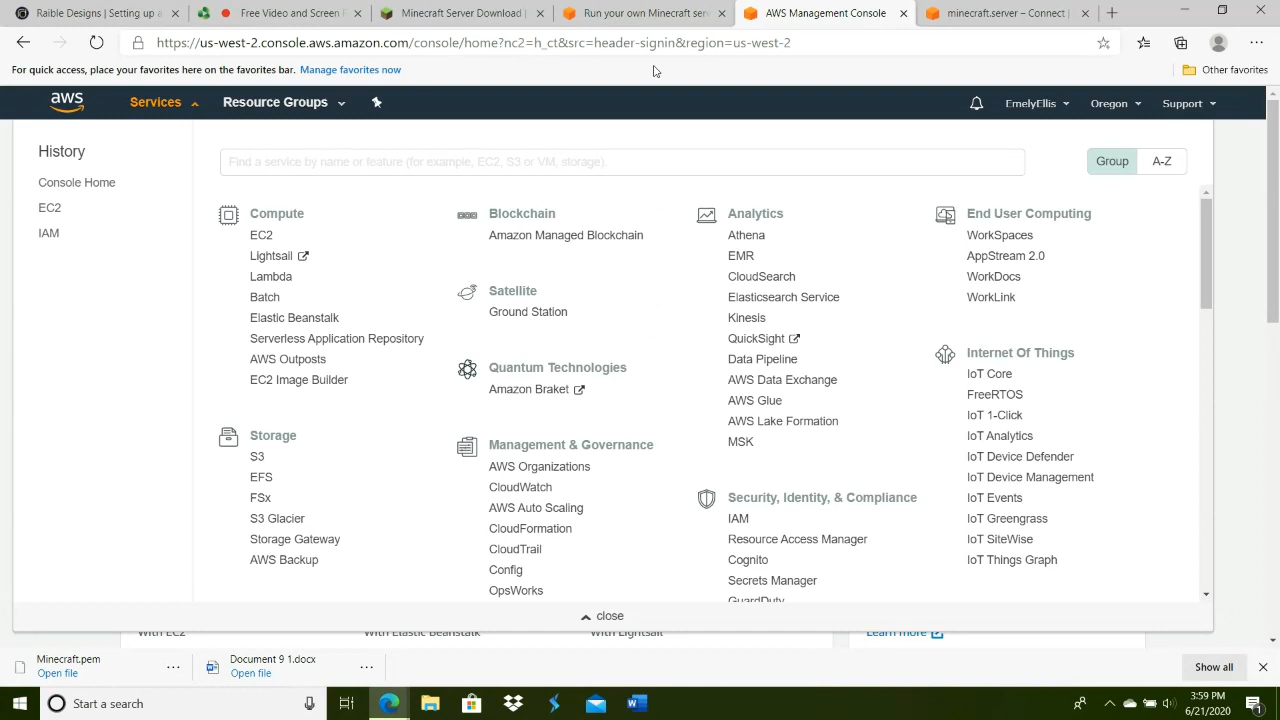 Free Screen
Minecraft Server Download
Run your own Minecraft serv
AWS Management Console
minecraft server – Connect
https://us-west-2.console.aws.amazon.com/console/home?nc2=h_ct&src=header-signin&region=us-west-2
For quick access, place your favorites here on the favorites bar. Manage favorites now
Other favorites
aws
Services
Resource Groups
EmelyEllis
Oregon
Support
History
Console Home
EC2
IAM
Find a service by name or feature (for example, EC2, S3 or VM, storage).
Group
A-Z
Compute
EC2
Lightsail
Lambda
Batch
Elastic Beanstalk
Serverless Application Repository
AWS Outposts
EC2 Image Builder
Storage
S3
EFS
FSx
S3 Glacier
Storage Gateway
AWS Backup
Blockchain
Amazon Managed Blockchain
Satellite
Ground Station
Quantum Technologies
Amazon Braket
Management & Governance
AWS Organizations
CloudWatch
AWS Auto Scaling
CloudFormation
CloudTrail
Config
OpsWorks
Analytics
Athena
EMR
CloudSearch
Elasticsearch Service
Kinesis
QuickSight
Data Pipeline
AWS Data Exchange
AWS Glue
AWS Lake Formation
MSK
Security, Identity, & Compliance
IAM
Resource Access Manager
Cognito
Secrets Manager
GuardDuty
End User Computing
WorkSpaces
AppStream 2.0
WorkDocs
WorkLink
Internet Of Things
IoT Core
FreeRTOS
IoT 1-Click
IoT Analytics
IoT Device Defender
IoT Device Management
IoT Events
IoT Greengrass
IoT SiteWise
IoT Things Graph
close
With EC2
With Elastic Beanstalk
With Lightsail
Learn more
Minecraft.pem
Open file
Document 9 1.docx
Open file
Show all
Start a search
3:59 PM
6/21/2020